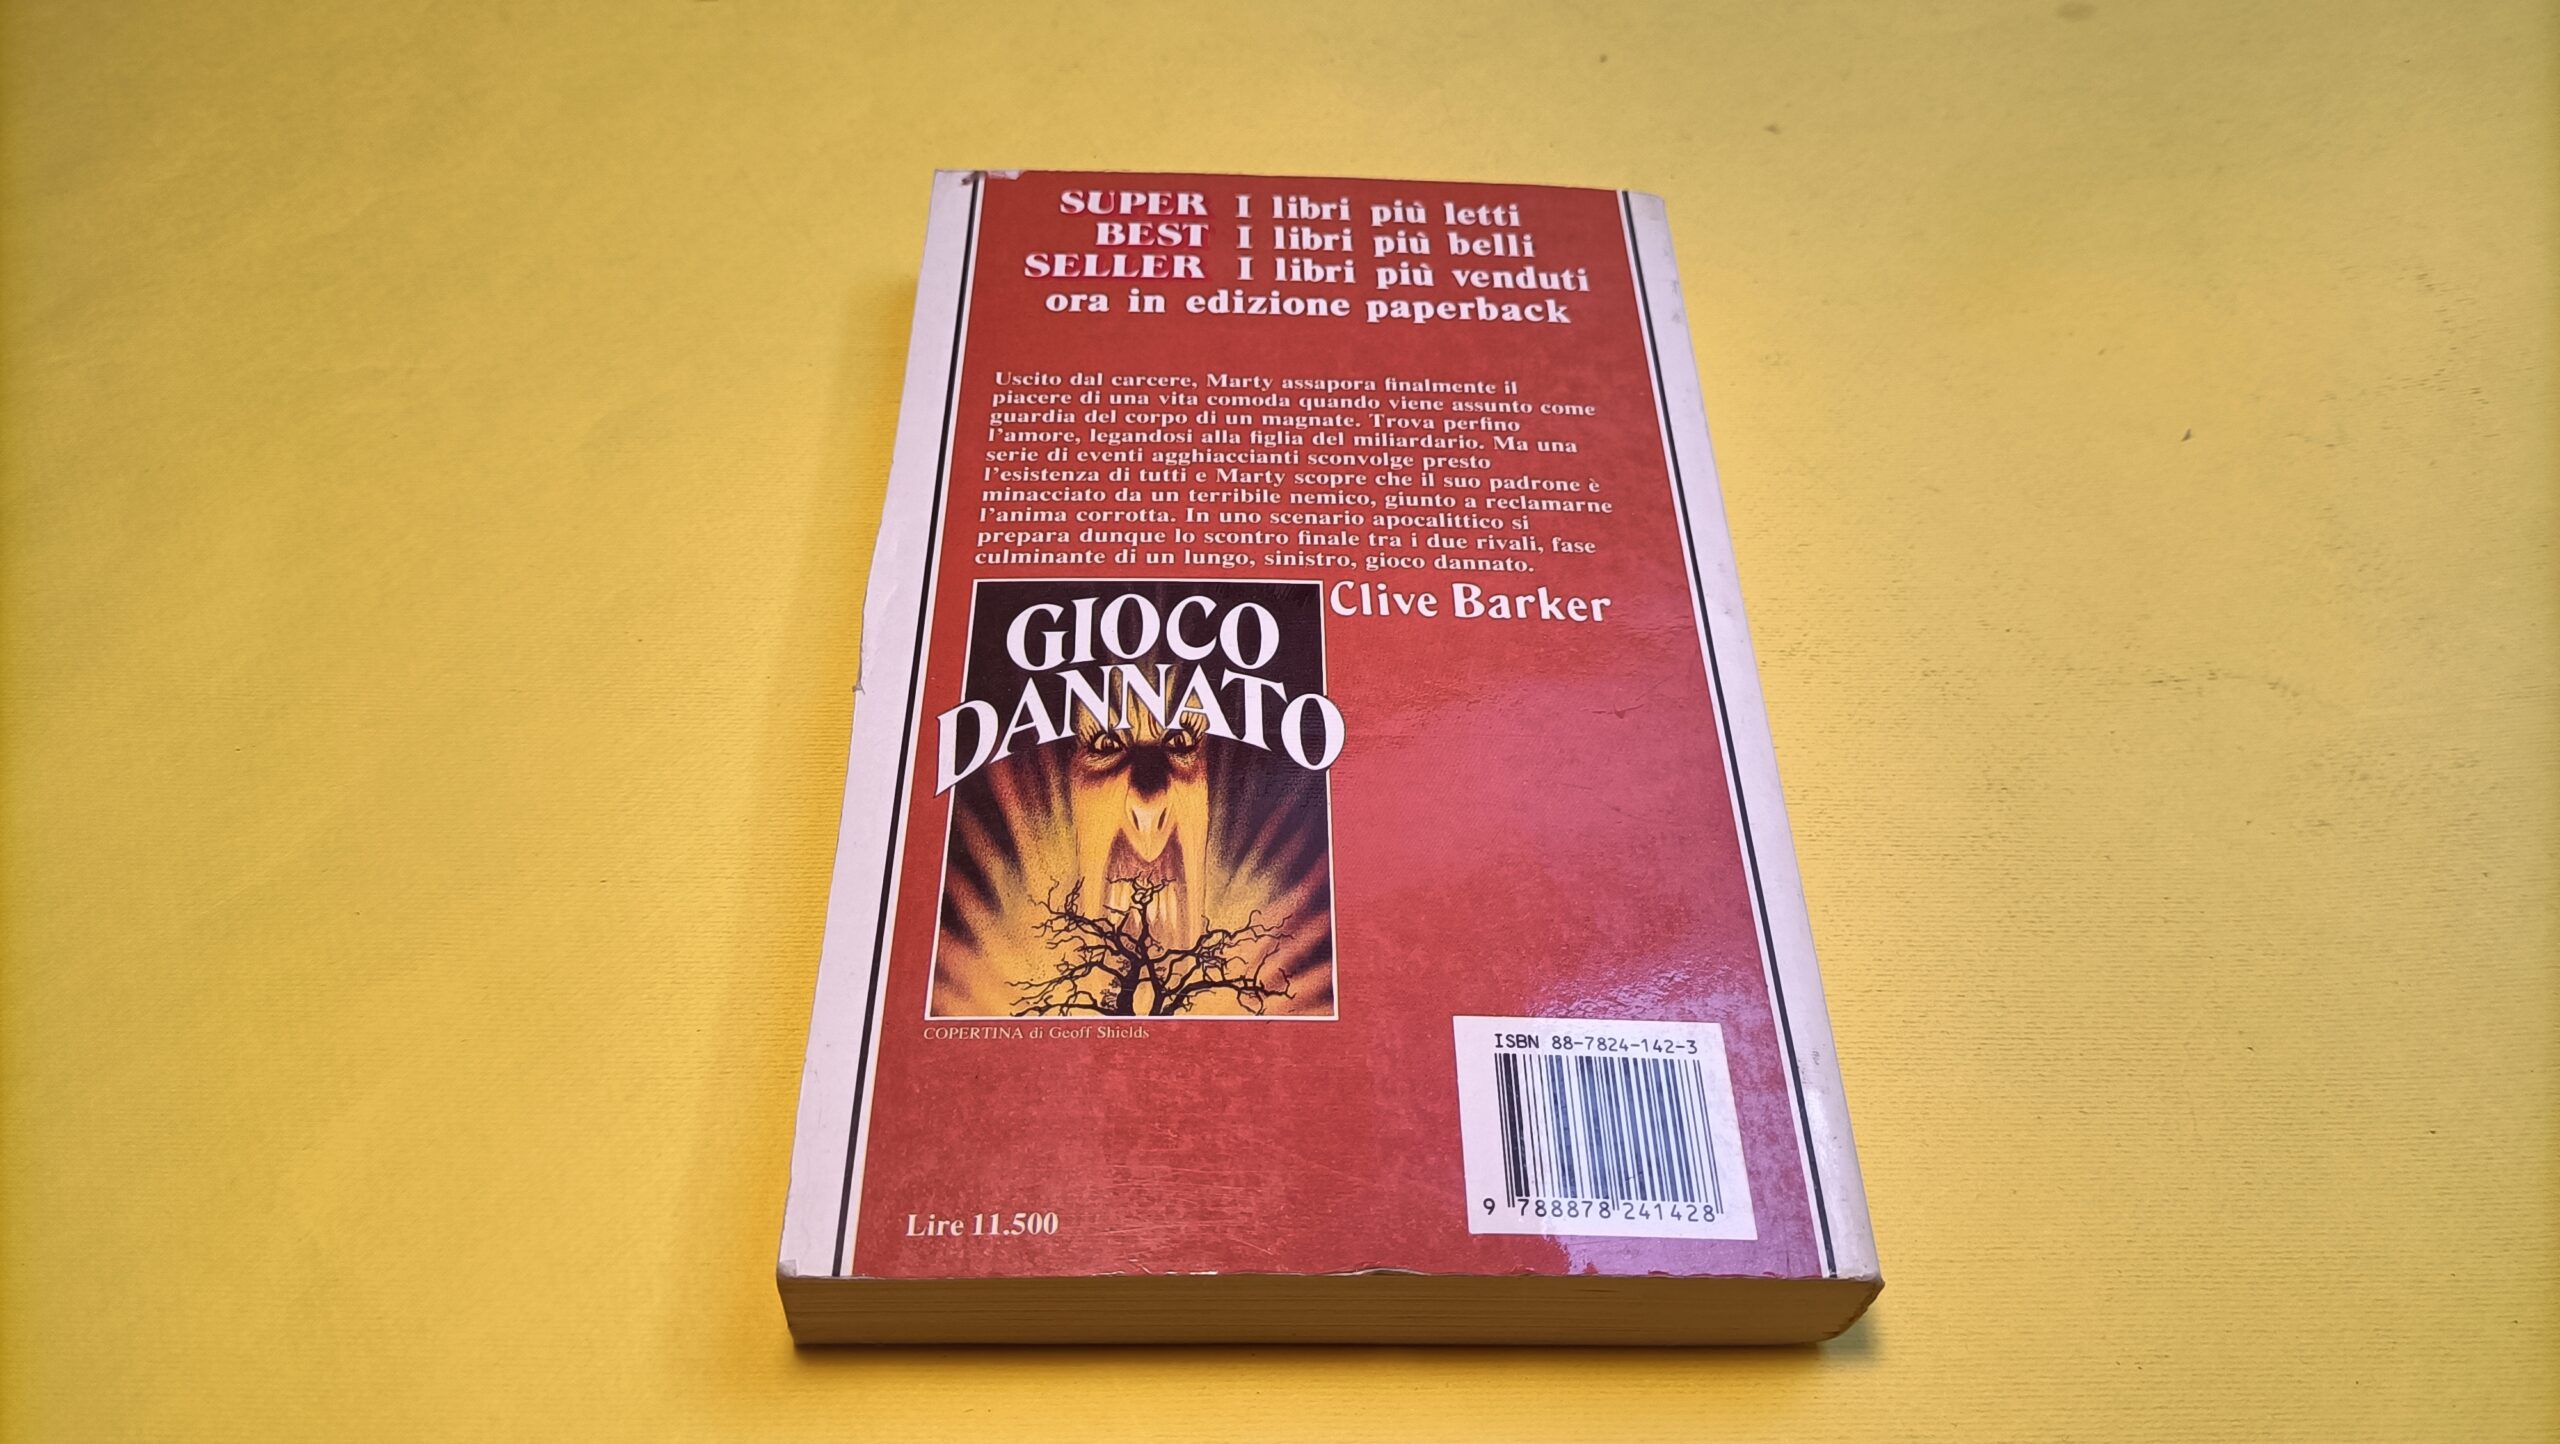 SUPER I libri più letti
BEST I libri più belli
SELLER I libri più venduti
ora in edizione paperback
Uscito dal carcere, Marty assapora finalmente il
piacere di una vita comoda quando viene assunto come
guardia del corpo di un magnate. Trova perfino
l'amore, legandosi alla figlia del miliardario. Ma una
serie di eventi agghiaccianti sconvolge presto
l'esistenza di tutti e Marty scopre che il suo padrone è
minacciato da un terribile nemico, giunto a reclamarne
l'anima corrotta. In uno scenario apocalittico si
prepara dunque lo scontro finale tra i due rivali, fase
culminante di un lungo, sinistro, gioco dannato.
Clive Barker
GIOCO
DANNATO
COPERTINA di Geoff Shields
ISBN 88-7824-142-3
9 788878 241428
Lire 11.500